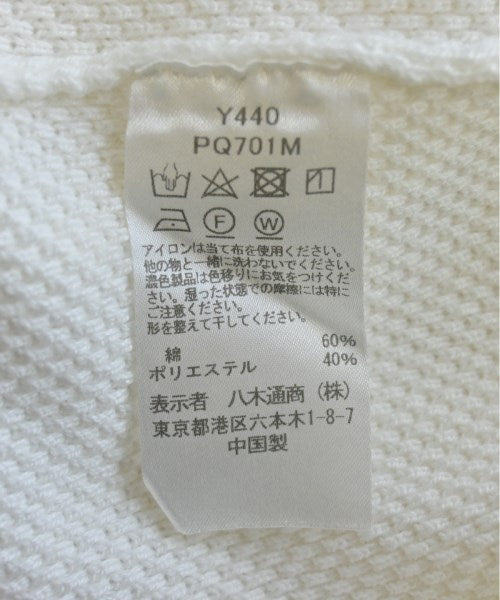 Y440
PQ701M
F W
アイロンは当て布を使用ください。
他の物と一緒に洗わないでください。
濃色製品は色移りにお気をつけくださ
い。湿った状態での摩擦には特に
ご注意ください。
形を整えて干してください。
綿 60%
ポリエステル 40%
表示者 八木通商（株）
東京都港区六本木1-8-7
中国製